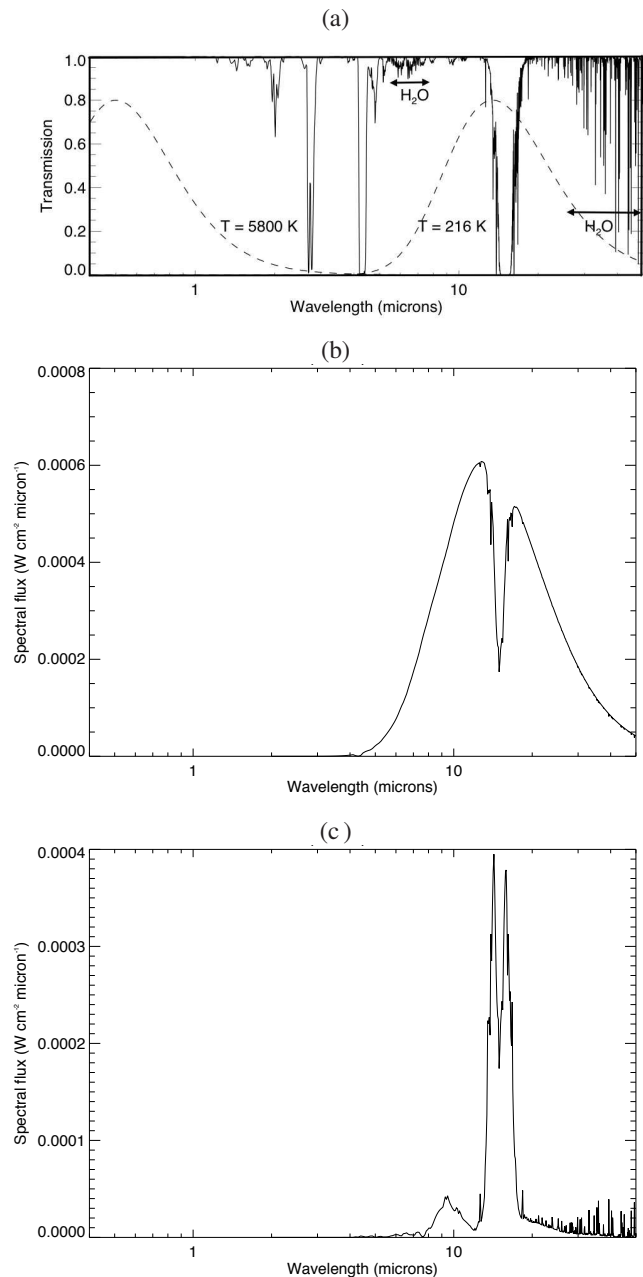 (a)
1.0
0.8
0.6
0.4
0.2
0.0
Transmission
H₂O
T = 5800 K
T = 216 K
H₂O
1
10
Wavelength (microns)
(b)
0.0008
0.0006
0.0004
0.0002
0.0000
Spectral flux (W cm⁻² micron⁻¹)
1
10
Wavelength (microns)
(c)
0.0004
0.0003
0.0002
0.0001
0.0000
Spectral flux (W cm⁻² micron⁻¹)
1
10
Wavelength (microns)